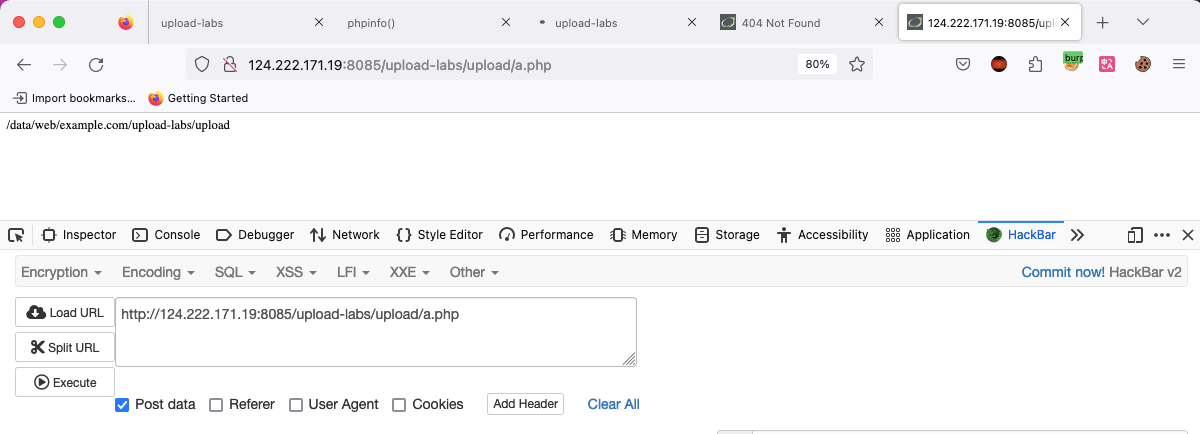 upload-labs
phpinfo()
upload-labs
404 Not Found
124.222.171.19:8085/uplo
124.222.171.19:8085/upload-labs/upload/a.php
80%
burp
Import bookmarks...
Getting Started
/data/web/example.com/upload-labs/upload
Inspector
Console
Debugger
Network
Style Editor
Performance
Memory
Storage
Accessibility
Application
HackBar
Encryption
Encoding
SQL
XSS
LFI
XXE
Other
Commit now! HackBar v2
Load URL
http://124.222.171.19:8085/upload-labs/upload/a.php
Split URL
Execute
Post data
Referer
User Agent
Cookies
Add Header
Clear All